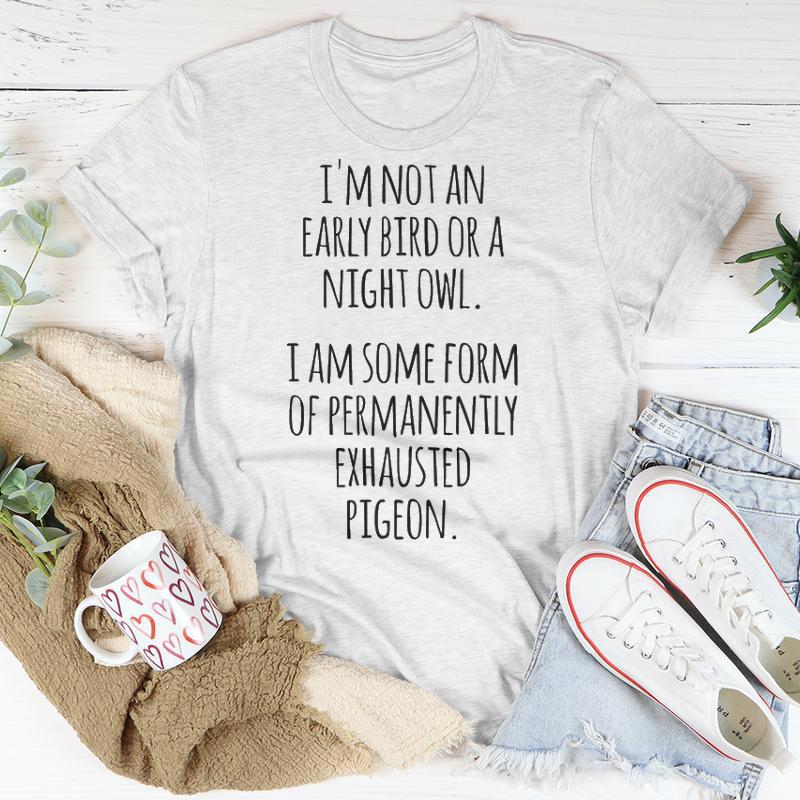 I'M NOT AN
EARLY BIRD OR A
NIGHT OWL.
I AM SOME FORM
OF PERMANENTLY
EXHAUSTED
PIGEON.